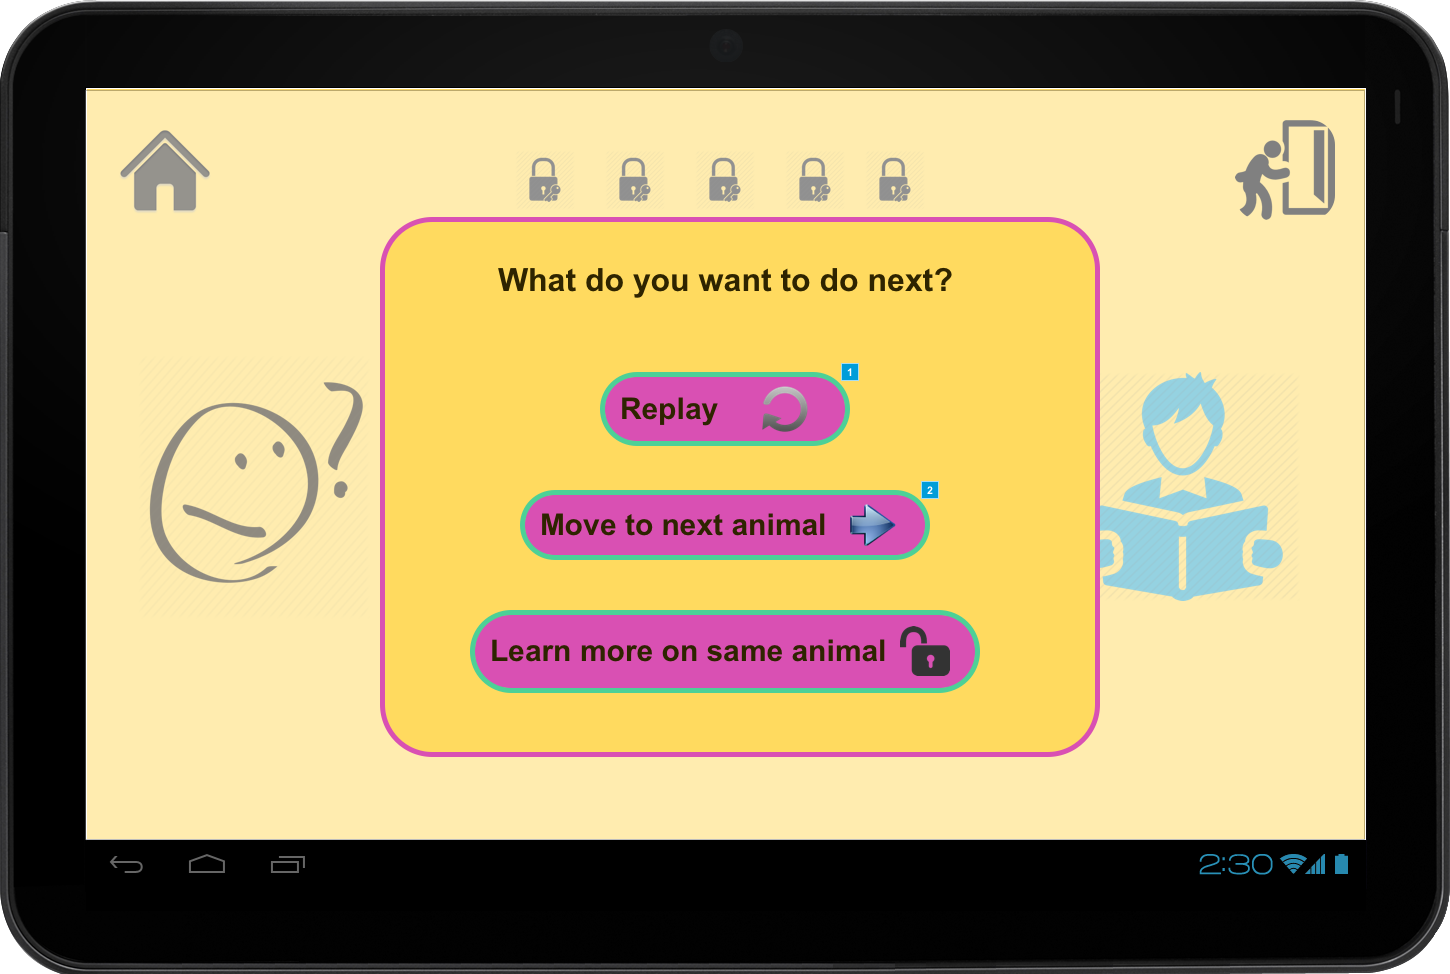 What do you want to do next?
1
Replay
2
Move to next animal
Learn more on same animal
2:30